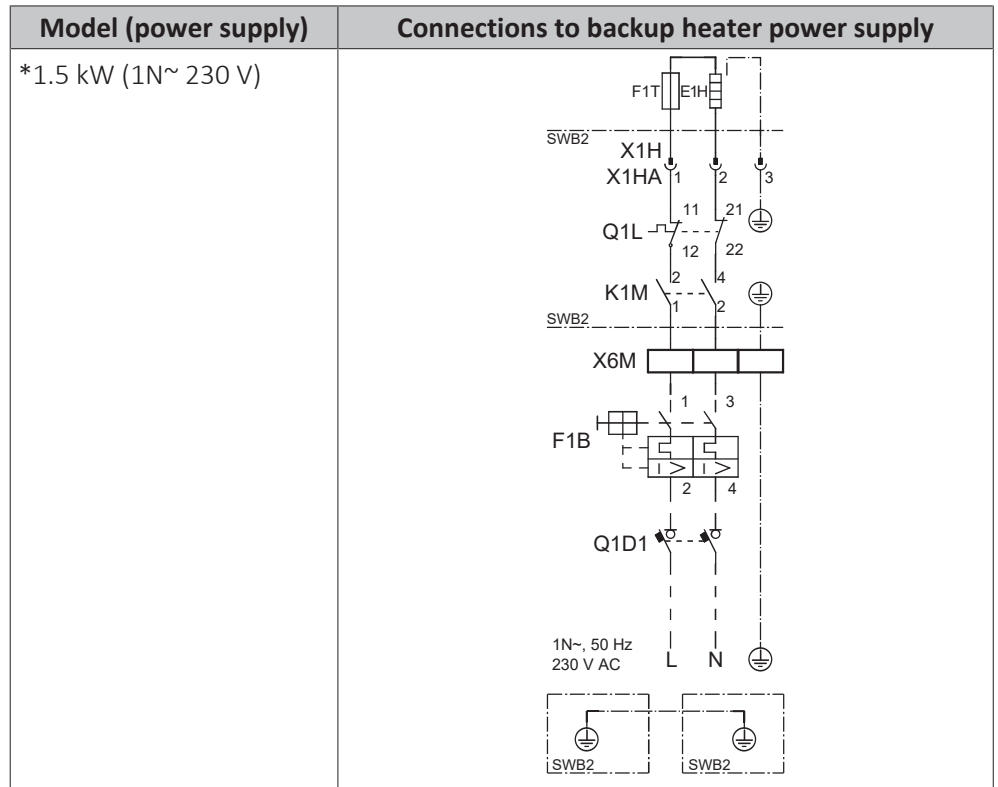 Model (power supply)
Connections to backup heater power supply
*1.5 kW (1N~ 230 V)
F1T
E1H
SWB2
X1H
X1HA
1
2
3
11
21
Q1L
12
22
2
4
K1M
1
2
SWB2
X6M
1
3
F1B
2
4
Q1D1
1N~, 50 Hz
230 V AC
L
N
SWB2
SWB2